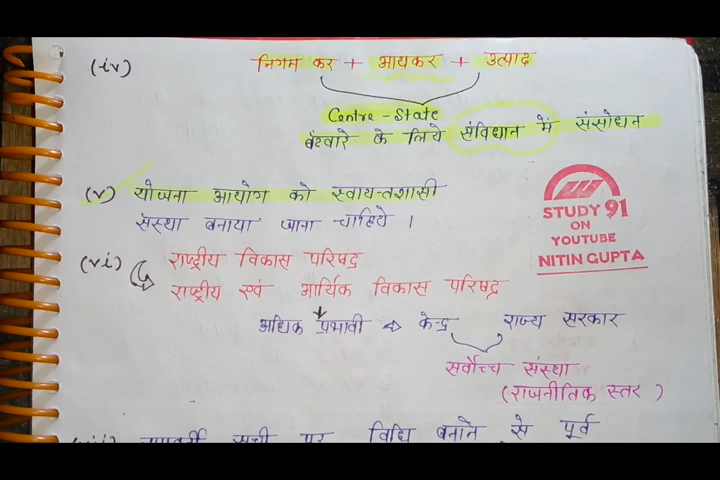 (iv) निगम कर + आयकर + उत्पाद
Centre-State
बंटवारे के लिये संविधान में संसोधन
(v) योजना आयोग को स्वायत्तशासी
संस्था बनाया जाना चाहिये ।
STUDY 91
ON
YOUTUBE
NITIN GUPTA
(vi) राष्ट्रीय विकास परिषद्
राष्ट्रीय एवं आर्थिक विकास परिषद्
अधिक प्रभावी ⇒ केन्द्र राज्य सरकार
सर्वोच्च संस्था
(राजनीतिक स्तर)
सूची पर विधि बनाने से पूर्व